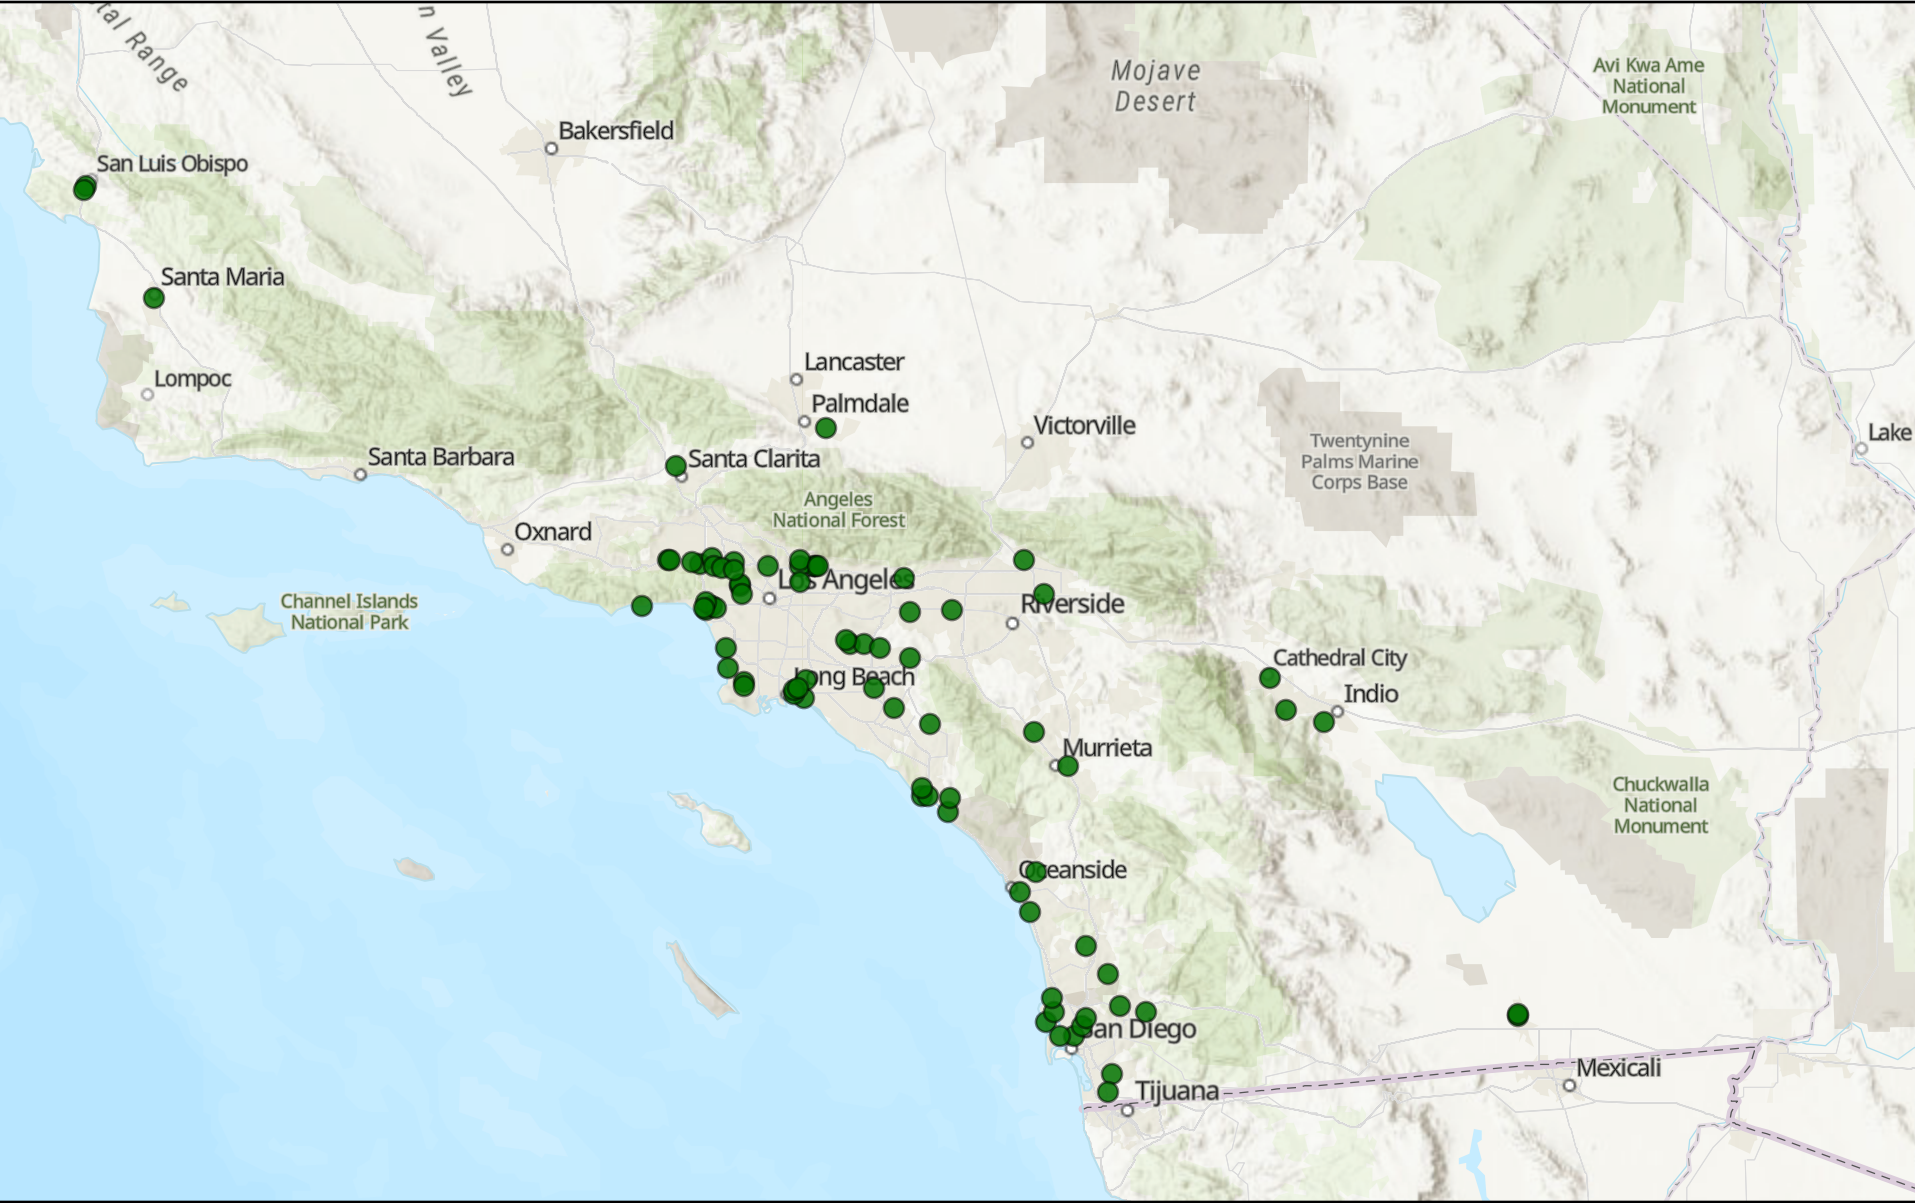 tal Range
n Valley
Mojave
Desert
Avi Kwa Ame
National
Monument
Bakersfield
San Luis Obispo
Santa Maria
Lancaster
Lompoc
Palmdale
Victorville
Lake
Santa Barbara
Santa Clarita
Twentynine
Palms Marine
Corps Base
Angeles
National Forest
Oxnard
Los Angeles
Channel Islands
National Park
Riverside
Cathedral City
Long Beach
Indio
Murrieta
Chuckwalla
National
Monument
Oceanside
San Diego
Mexicali
Tijuana